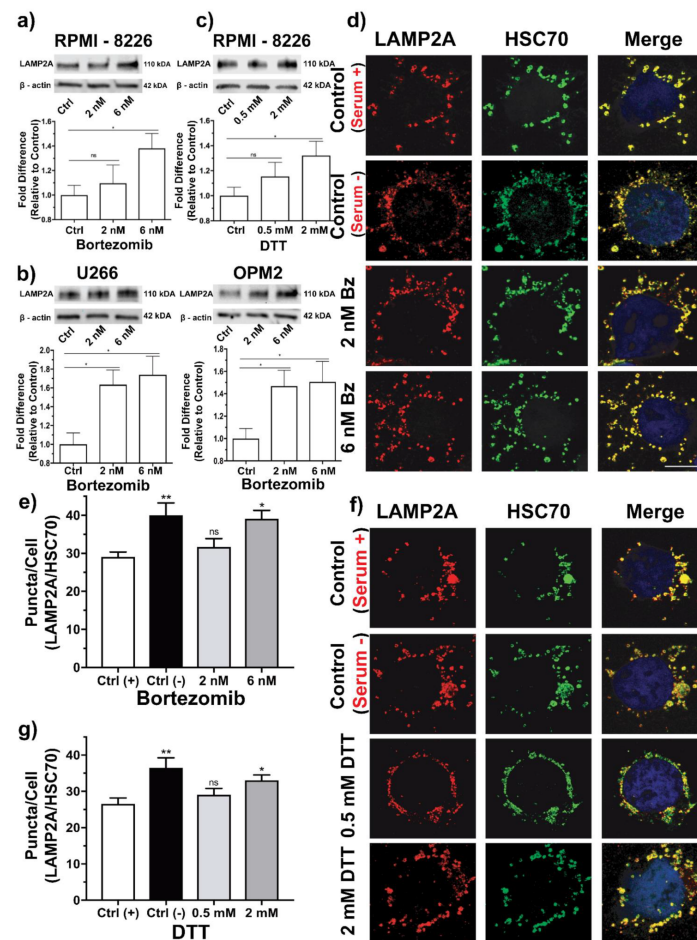 a)
RPMI - 8226
LAMP2A
110 kDA
β - actin
42 kDA
Ctrl
2 nM
6 nM
Fold Difference
(Relative to Control)
1.6
1.4
1.2
1.0
0.8
*
ns
Ctrl 2 nM 6 nM
Bortezomib
c)
RPMI - 8226
LAMP2A
110 kDA
β - actin
42 kDA
Ctrl
0.5 mM
2 mM
Fold Difference
(Relative to Control)
1.6
1.4
1.2
1.0
0.8
*
ns
Ctrl 0.5 mM 2 mM
DTT
b)
U266
LAMP2A
110 kDA
β - actin
42 kDA
Ctrl
2 nM
6 nM
Fold Difference
(Relative to Control)
2.0
1.8
1.6
1.4
1.2
1.0
0.8
*
*
Ctrl 2 nM 6 nM
Bortezomib
OPM2
LAMP2A
110 kDA
β - actin
42 kDA
Ctrl
2 nM
6 nM
Fold Difference
(Relative to Control)
1.8
1.6
1.4
1.2
1.0
0.8
*
*
Ctrl 2 nM 6 nM
Bortezomib
d)
LAMP2A HSC70 Merge
Control
(Serum +)
Control
(Serum -)
2 nM Bz
6 nM Bz
e)
Puncta/Cell
(LAMP2A/HSC70)
40
30
20
10
0
**
ns
*
Ctrl (+) Ctrl (-) 2 nM 6 nM
Bortezomib
f)
LAMP2A HSC70 Merge
Control
(Serum +)
Control
(Serum -)
0.5 mM DTT
2 mM DTT
g)
Puncta/Cell
(LAMP2A/HSC70)
40
30
20
10
0
**
ns
*
Ctrl (+) Ctrl (-) 0.5 mM 2 mM
DTT